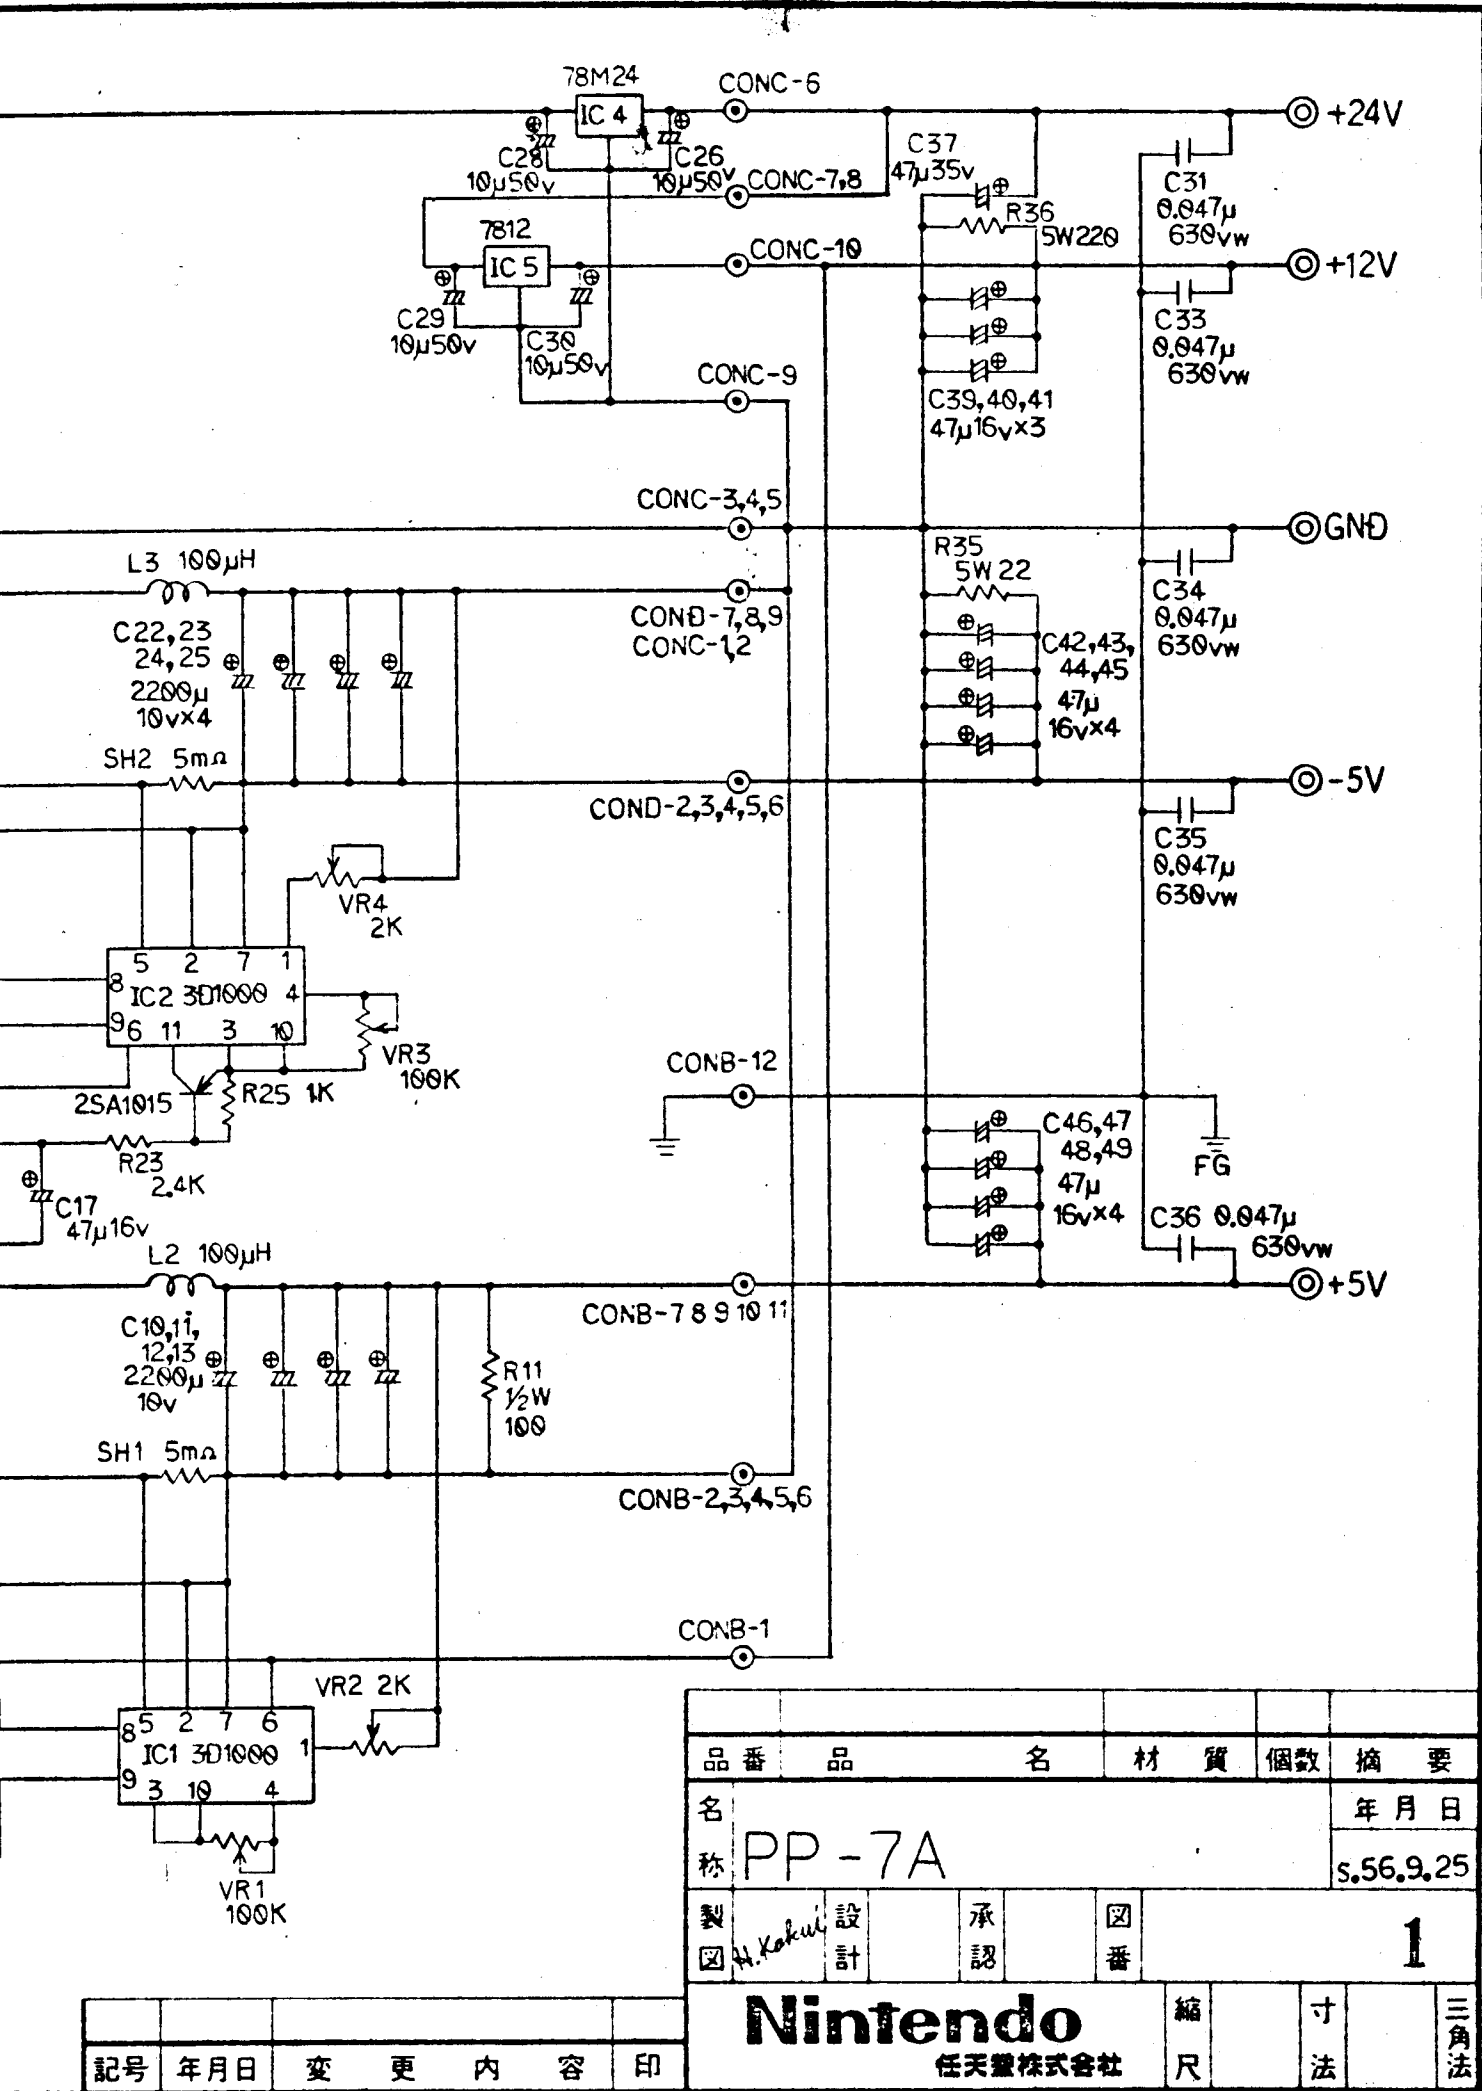 78M24
CONC-6
IC 4
+24V
C28
10μ50v
C26
10μ50v
C37
47μ35v
CONC-7,8
C31
0.047μ
630vw
R36
5W220
7812
IC 5
CONC-10
+12V
C29
10μ50v
C30
10μ50v
C33
0.047μ
630vw
CONC-9
C39,40,41
47μ16v×3
CONC-3,4,5
GND
L3 100μH
R35
5W 22
C34
0.047μ
630vw
COND-7,8,9
CONC-1,2
C22,23
24,25
2200μ
10v×4
C42,43,
44,45
47μ
16v×4
SH2 5mΩ
COND-2,3,4,5,6
-5V
C35
0.047μ
630vw
VR4
2K
5 2 7 1
8 IC2 3D1000 4
9 6 11 3 10
VR3
100K
2SA1015
R25 1K
CONB-12
R23
2.4K
C17
47μ16v
C46,47
48,49
47μ
16v×4
FG
C36 0.047μ
630vw
L2 100μH
CONB-7 8 9 10 11
+5V
C10,11,
12,13
2200μ
10v
R11
1/2W
100
SH1 5mΩ
CONB-2,3,4,5,6
CONB-1
VR2 2K
8 5 2 7 6
IC1 3D1000 1
9 3 10 4
VR1
100K
品番 品名 材質 個数 摘要
名称 PP-7A
年月日
S.56.9.25
製図 H. Kakui 設計 承認 図番 1
Nintendo
任天堂株式会社
縮尺 寸法 三角法
記号 年月日 変更内容 印